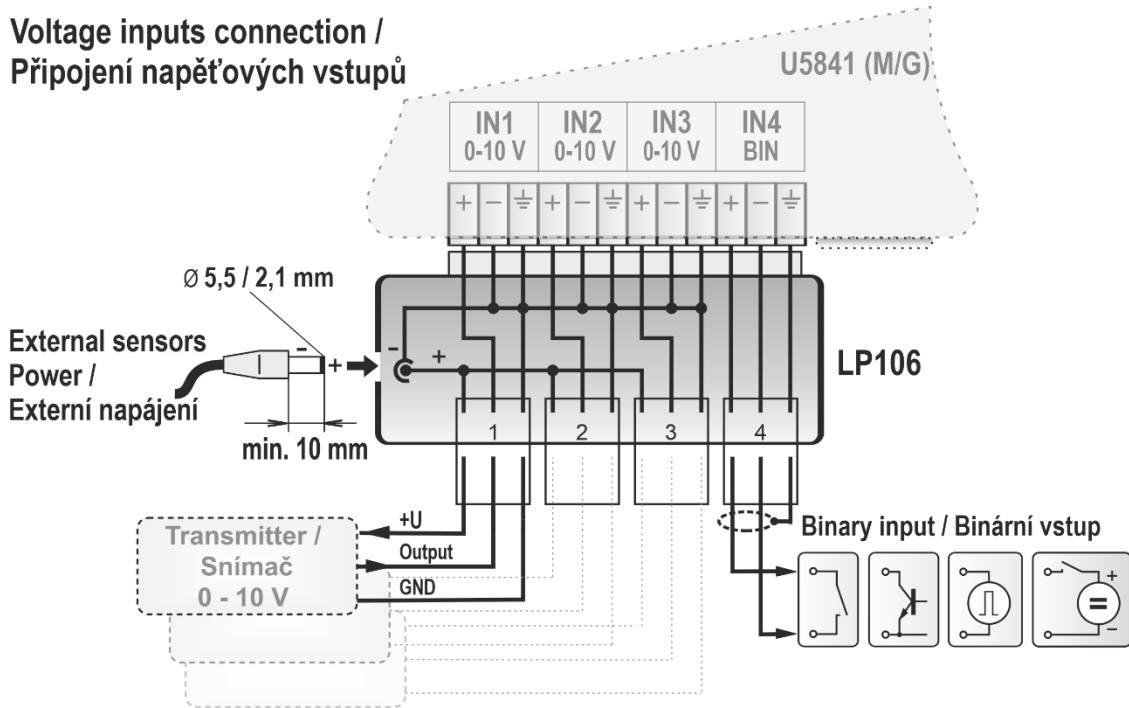 Voltage inputs connection /
Připojení napěťových vstupů
U5841 (M/G)
IN1 IN2 IN3 IN4
0-10 V 0-10 V 0-10 V BIN
+ − ⏚ + − ⏚ + − ⏚ + − ⏚
Ø 5,5 / 2,1 mm
External sensors
Power /
Externí napájení
- +
- +
min. 10 mm
LP106
1 2 3 4
+U
Output
GND
Transmitter /
Snímač
0 - 10 V
Binary input / Binární vstup
+
=
−